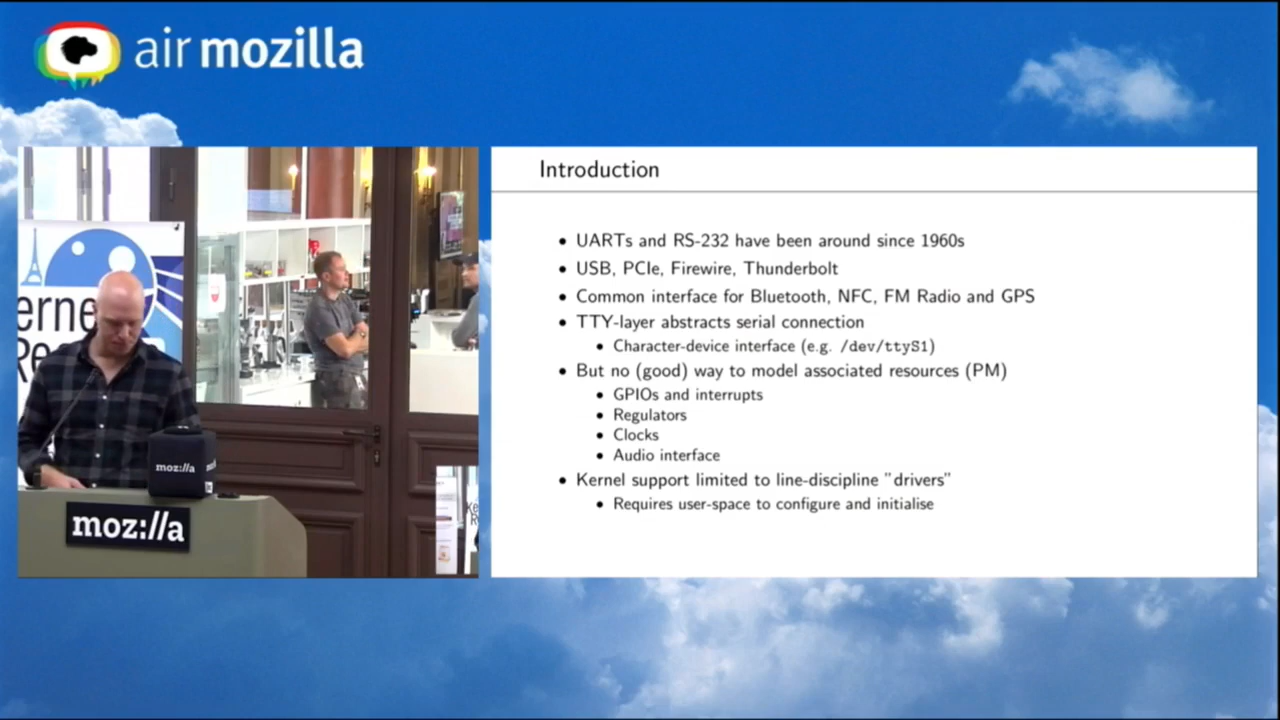 air mozilla
Introduction
• UARTs and RS-232 have been around since 1960s
• USB, PCIe, Firewire, Thunderbolt
• Common interface for Bluetooth, NFC, FM Radio and GPS
• TTY-layer abstracts serial connection
• Character-device interface (e.g. /dev/ttyS1)
• But no (good) way to model associated resources (PM)
• GPIOs and interrupts
• Regulators
• Clocks
• Audio interface
• Kernel support limited to line-discipline "drivers"
• Requires user-space to configure and initialise
erne
Re
moz://a
moz://a